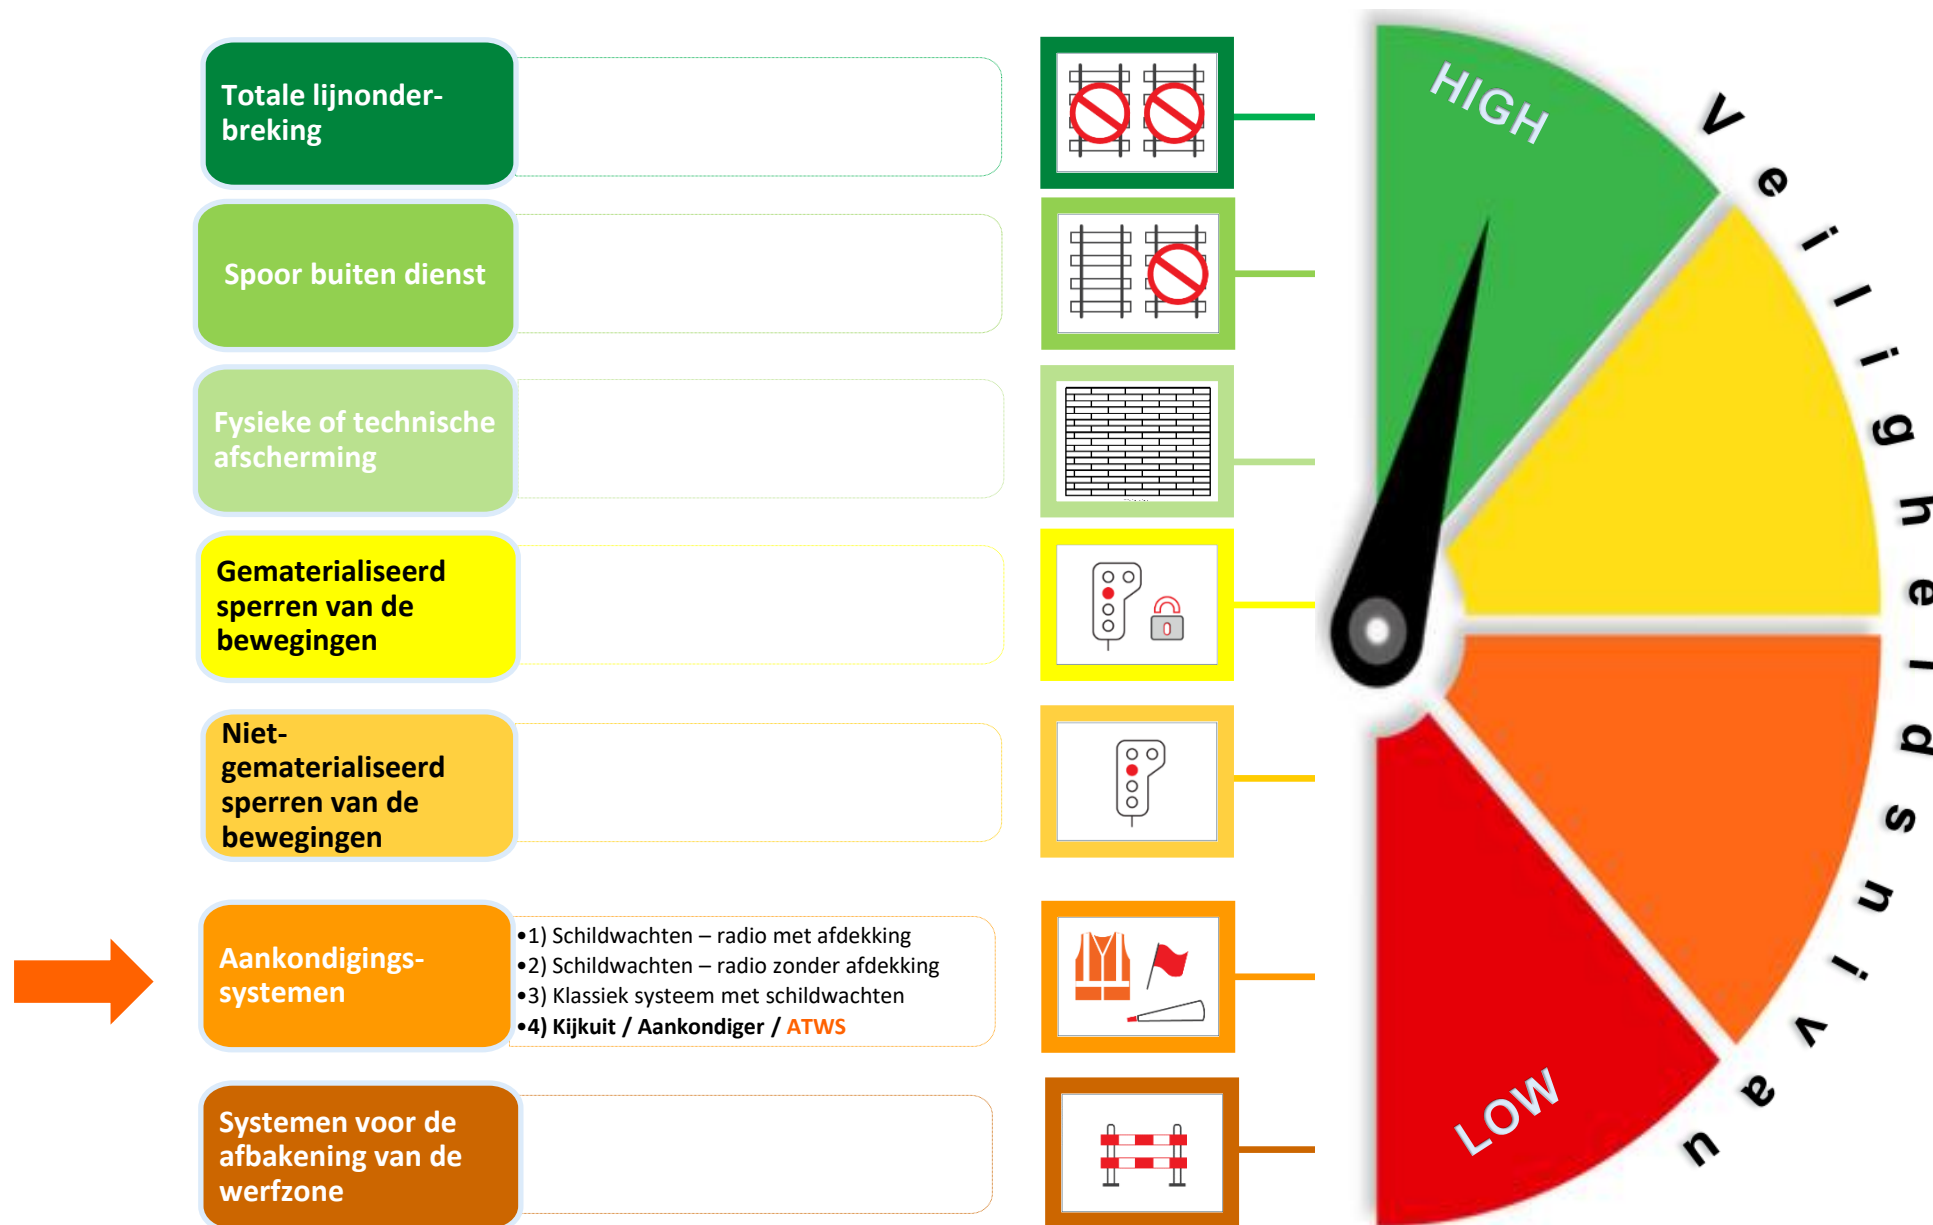 Totale lijnonder-
breking
Spoor buiten dienst
Fysieke of technische
afscherming
Gematerialiseerd
sperren van de
bewegingen
Niet-
gematerialiseerd
sperren van de
bewegingen
Aankondigings-
systemen
•1) Schildwachten – radio met afdekking
•2) Schildwachten – radio zonder afdekking
•3) Klassiek systeem met schildwachten
•4) Kijkuit / Aankondiger / ATWS
Systemen voor de
afbakening van de
werfzone
HIGH
LOW
Veiligheidsnivau